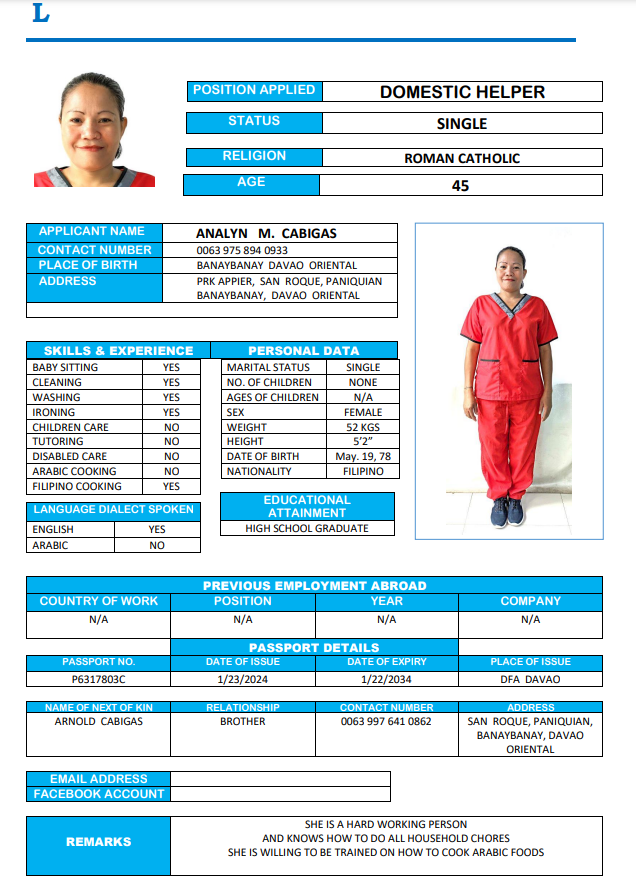 L
POSITION APPLIED DOMESTIC HELPER
STATUS SINGLE
RELIGION ROMAN CATHOLIC
AGE 45
APPLICANT NAME ANALYN M. CABIGAS
CONTACT NUMBER 0063 975 894 0933
PLACE OF BIRTH BANAYBANAY DAVAO ORIENTAL
ADDRESS PRK APPIER, SAN ROQUE, PANIQUIAN
BANAYBANAY, DAVAO ORIENTAL
SKILLS & EXPERIENCE PERSONAL DATA
BABY SITTING YES MARITAL STATUS SINGLE
CLEANING YES NO. OF CHILDREN NONE
WASHING YES AGES OF CHILDREN N/A
IRONING YES SEX FEMALE
CHILDREN CARE NO WEIGHT 52 KGS
TUTORING NO HEIGHT 5’2”
DISABLED CARE NO DATE OF BIRTH May. 19, 78
ARABIC COOKING NO NATIONALITY FILIPINO
FILIPINO COOKING YES
LANGUAGE DIALECT SPOKEN
ENGLISH YES
ARABIC NO
EDUCATIONAL
ATTAINMENT
HIGH SCHOOL GRADUATE
PREVIOUS EMPLOYMENT ABROAD
COUNTRY OF WORK POSITION YEAR COMPANY
N/A N/A N/A N/A
PASSPORT DETAILS
PASSPORT NO. DATE OF ISSUE DATE OF EXPIRY PLACE OF ISSUE
P6317803C 1/23/2024 1/22/2034 DFA DAVAO
NAME OF NEXT OF KIN RELATIONSHIP CONTACT NUMBER ADDRESS
ARNOLD CABIGAS BROTHER 0063 997 641 0862 SAN ROQUE, PANIQUIAN,
BANAYBANAY, DAVAO
ORIENTAL
EMAIL ADDRESS
FACEBOOK ACCOUNT
REMARKS
SHE IS A HARD WORKING PERSON
AND KNOWS HOW TO DO ALL HOUSEHOLD CHORES
SHE IS WILLING TO BE TRAINED ON HOW TO COOK ARABIC FOODS